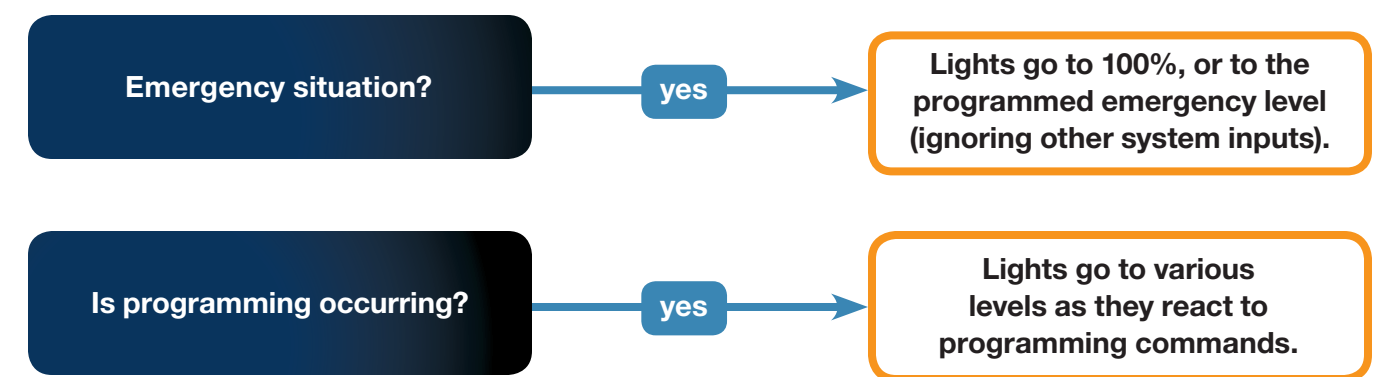 Emergency situation?
yes
Lights go to 100%, or to the
programmed emergency level
(ignoring other system inputs).
Is programming occurring?
yes
Lights go to various
levels as they react to
programming commands.